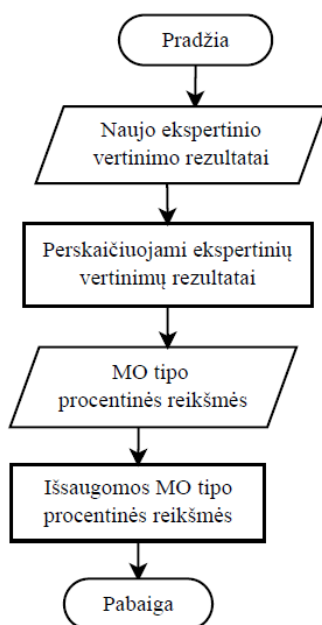 Pradžia
Naujo ekspertinio
vertinimo rezultatai
Perskaičiuojami ekspertinių
vertinimų rezultatai
MO tipo
procentinės reikšmės
Išsaugomos MO tipo
procentinės reikšmės
Pabaiga